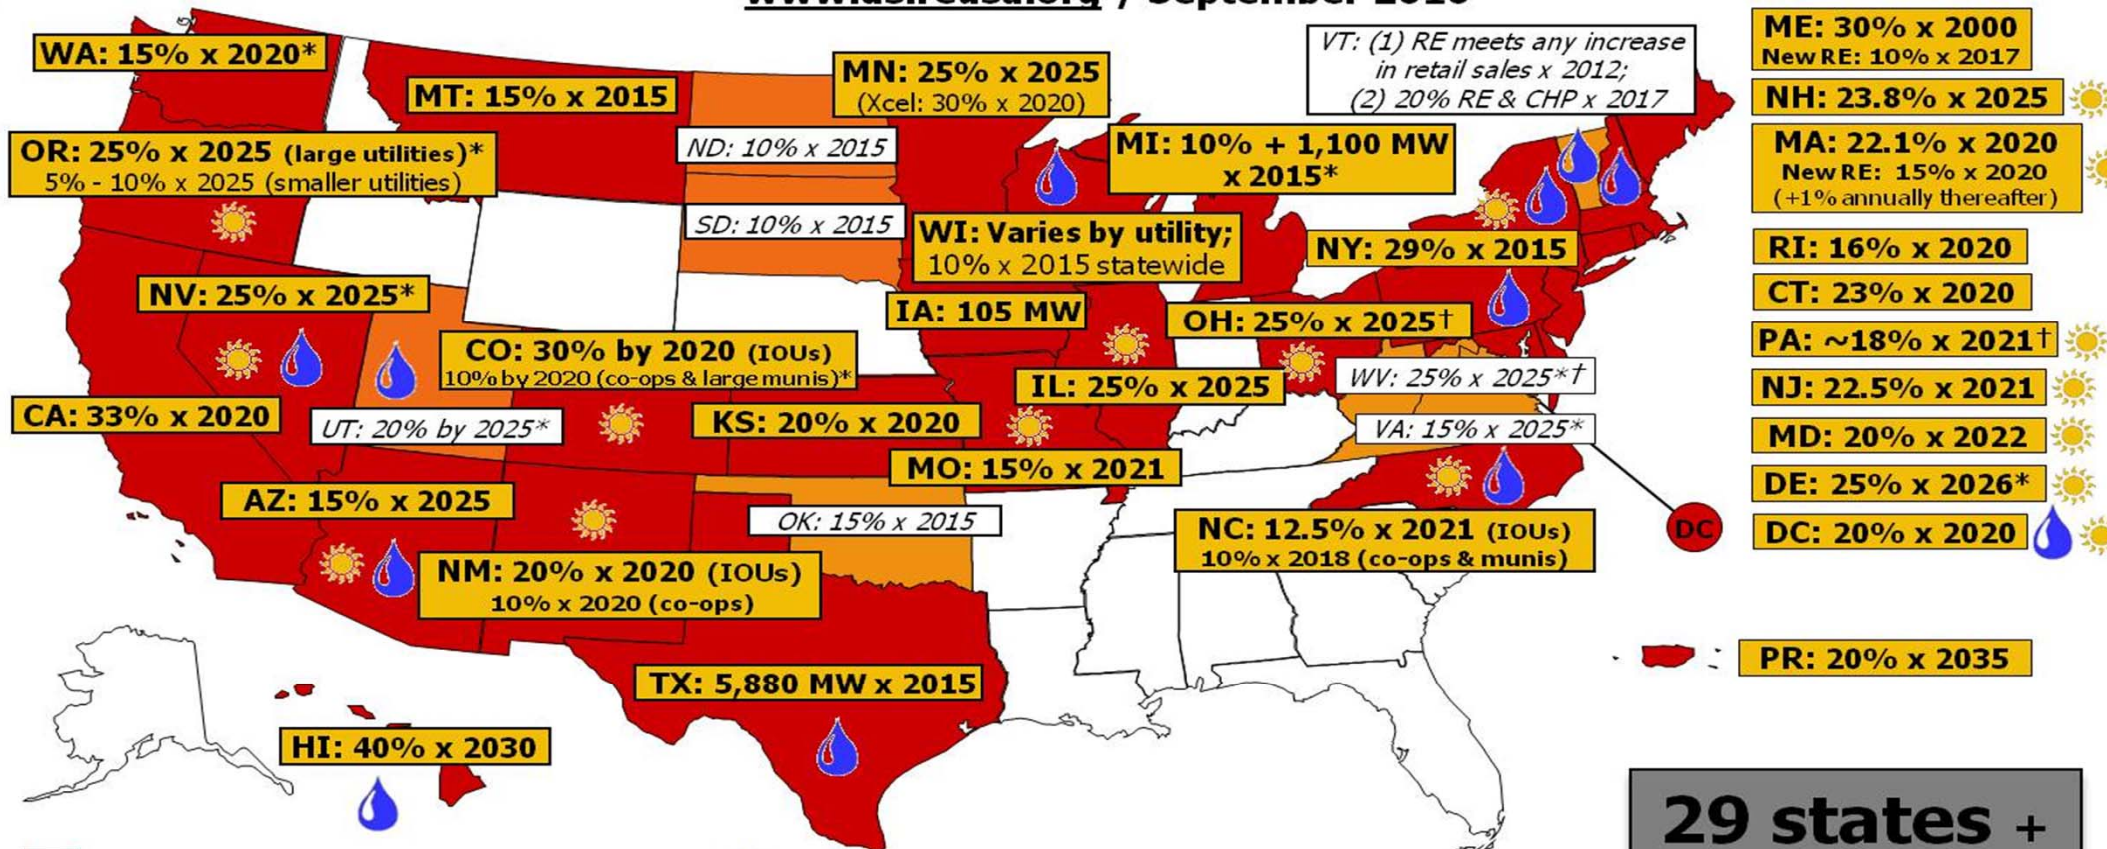 www.dsireusa.org / September 2010
WA: 15% x 2020*
MT: 15% x 2015
MN: 25% x 2025
(Xcel: 30% x 2020)
VT: (1) RE meets any increase
in retail sales x 2012;
(2) 20% RE & CHP x 2017
ME: 30% x 2000
New RE: 10% x 2017
NH: 23.8% x 2025
OR: 25% x 2025 (large utilities)*
5% - 10% x 2025 (smaller utilities)
ND: 10% x 2015
MI: 10% + 1,100 MW
x 2015*
MA: 22.1% x 2020
New RE: 15% x 2020
(+1% annually thereafter)
SD: 10% x 2015
WI: Varies by utility;
10% x 2015 statewide
NY: 29% x 2015
RI: 16% x 2020
NV: 25% x 2025*
IA: 105 MW
OH: 25% x 2025†
CT: 23% x 2020
CO: 30% by 2020 (IOUs)
10% by 2020 (co-ops & large munis)*
PA: ~18% x 2021†
IL: 25% x 2025
WV: 25% x 2025*†
NJ: 22.5% x 2021
CA: 33% x 2020
UT: 20% by 2025*
KS: 20% x 2020
VA: 15% x 2025*
MD: 20% x 2022
MO: 15% x 2021
DE: 25% x 2026*
AZ: 15% x 2025
OK: 15% x 2015
NC: 12.5% x 2021 (IOUs)
10% x 2018 (co-ops & munis)
DC
DC: 20% x 2020
NM: 20% x 2020 (IOUs)
10% x 2020 (co-ops)
PR: 20% x 2035
TX: 5,880 MW x 2015
HI: 40% x 2030
29 states +